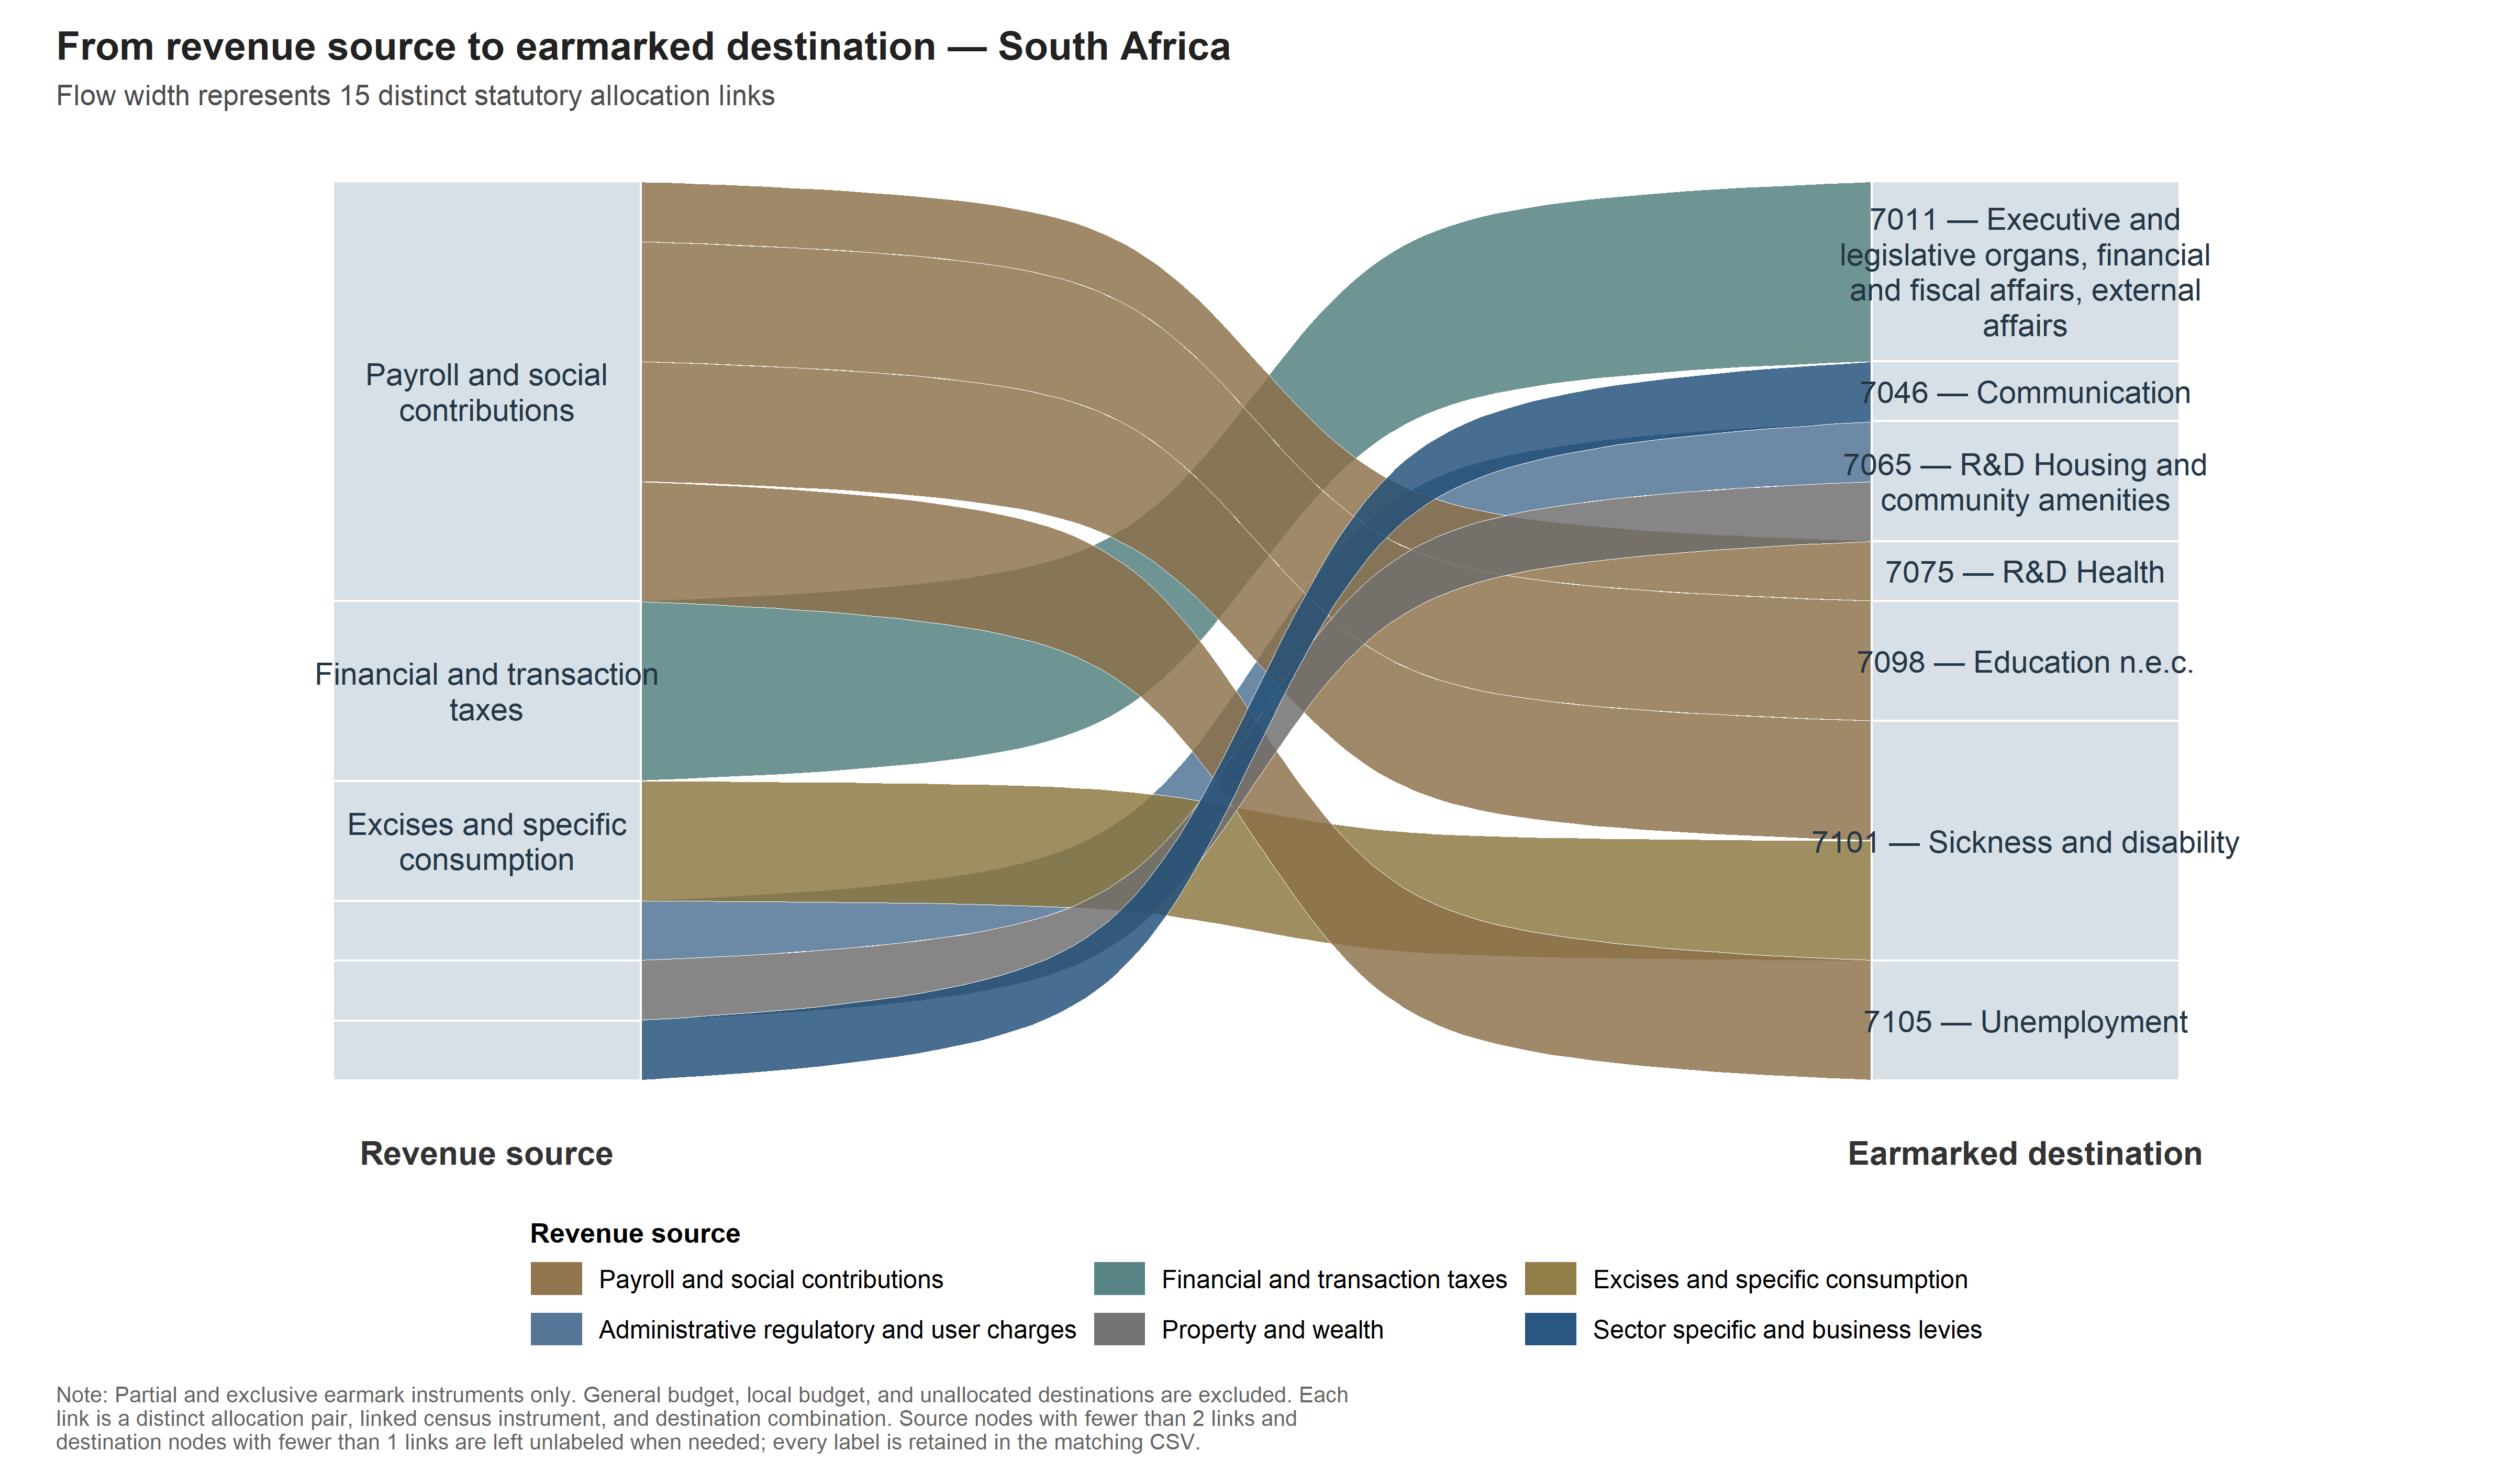 From revenue source to earmarked destination — South Africa
Flow width represents 15 distinct statutory allocation links
Payroll and social
contributions
Financial and transaction
taxes
Excises and specific
consumption
7011 — Executive and
legislative organs, financial
and fiscal affairs, external
affairs
7046 — Communication
7065 — R&D Housing and
community amenities
7075 — R&D Health
7098 — Education n.e.c.
7101 — Sickness and disability
7105 — Unemployment
Revenue source
Earmarked destination
Revenue source
Payroll and social contributions
Financial and transaction taxes
Excises and specific consumption
Administrative regulatory and user charges
Property and wealth
Sector specific and business levies
Note: Partial and exclusive earmark instruments only. General budget, local budget, and unallocated destinations are excluded. Each
link is a distinct allocation pair, linked census instrument, and destination combination. Source nodes with fewer than 2 links and
destination nodes with fewer than 1 links are left unlabeled when needed; every label is retained in the matching CSV.